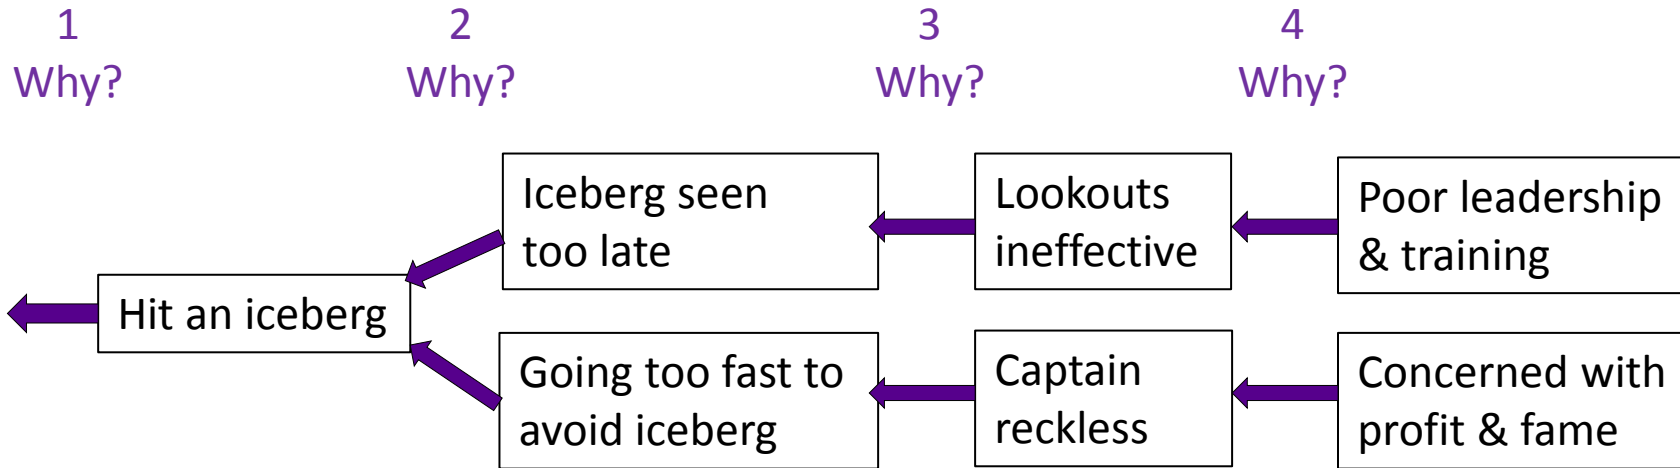 1
Why?
2
Why?
3
Why?
4
Why?
Hit an iceberg
Iceberg seen
too late
Lookouts
ineffective
Poor leadership
& training
Going too fast to
avoid iceberg
Captain
reckless
Concerned with
profit & fame